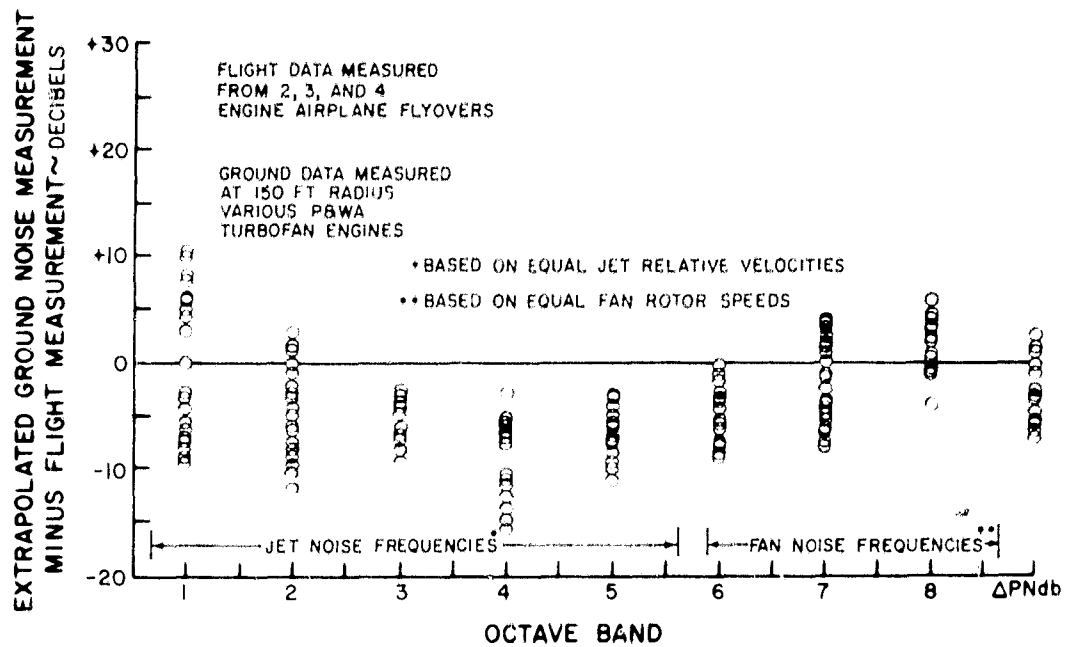 EXTRAPOLATED GROUND NOISE MEASUREMENT
MINUS FLIGHT MEASUREMENT~DECIBELS
+30
+20
+10
0
-10
-20
FLIGHT DATA MEASURED
FROM 2, 3, AND 4
ENGINE AIRPLANE FLYOVERS
GROUND DATA MEASURED
AT 150 FT RADIUS
VARIOUS P&WA
TURBOFAN ENGINES
*BASED ON EQUAL JET RELATIVE VELOCITIES
**BASED ON EQUAL FAN ROTOR SPEEDS
JET NOISE FREQUENCIES*
FAN NOISE FREQUENCIES**
1 2 3 4 5 6 7 8 ΔPNdb
OCTAVE BAND